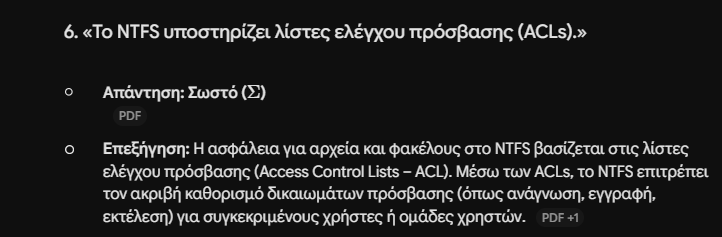 6. «Το NTFS υποστηρίζει λίστες ελέγχου πρόσβασης (ACLs).»
Απάντηση: Σωστό (Σ)
PDF
Επεξήγηση: Η ασφάλεια για αρχεία και φακέλους στο NTFS βασίζεται στις λίστες
ελέγχου πρόσβασης (Access Control Lists – ACL). Μέσω των ACLs, το NTFS επιτρέπει
τον ακριβή καθορισμό δικαιωμάτων πρόσβασης (όπως ανάγνωση, εγγραφή,
εκτέλεση) για συγκεκριμένους χρήστες ή ομάδες χρηστών. PDF +1